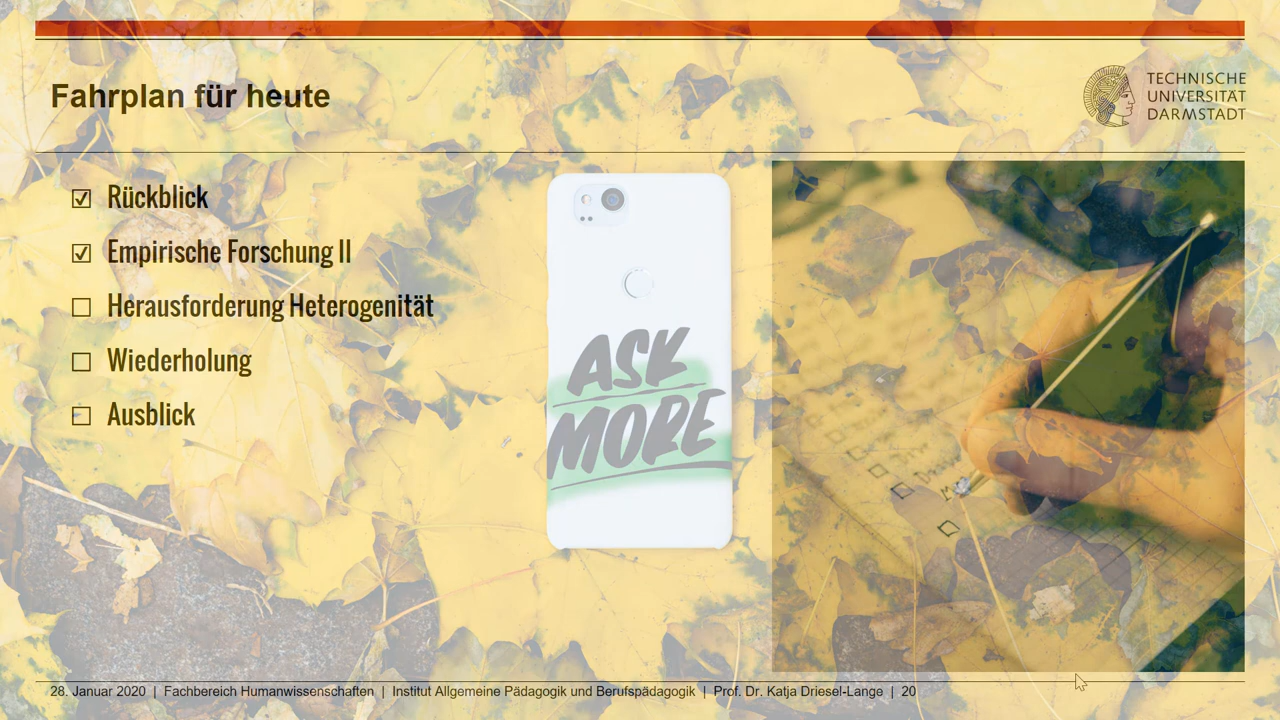 Fahrplan für heute
TECHNISCHE
UNIVERSITÄT
DARMSTADT
Rückblick
Empirische Forschung II
Herausforderung Heterogenität
Wiederholung
Ausblick
ASK
MORE
28. Januar 2020 | Fachbereich Humanwissenschaften | Institut Allgemeine Pädagogik und Berufspädagogik | Prof. Dr. Katja Driesel-Lange | 20